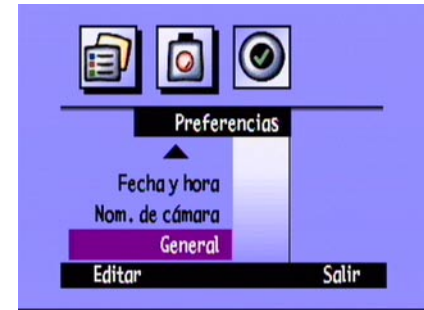 Preferencias
Fecha y hora
Nom. de cámara
General
Editar
Salir